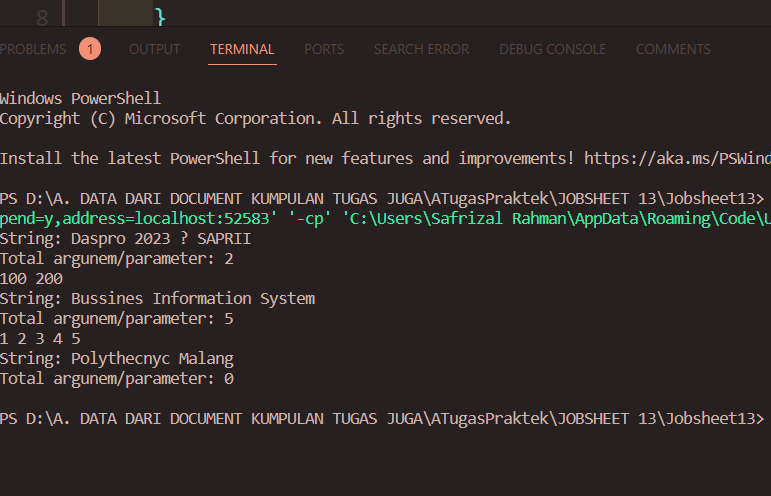 8 }
PROBLEMS 1 OUTPUT TERMINAL PORTS SEARCH ERROR DEBUG CONSOLE COMMENTS
Windows PowerShell
Copyright (C) Microsoft Corporation. All rights reserved.
Install the latest PowerShell for new features and improvements! https://aka.ms/PSWind
PS D:\A. DATA DARI DOCUMENT KUMPULAN TUGAS JUGA\ATugasPraktek\JOBSHEET 13\Jobsheet13>
pend=y,address=localhost:52583' '-cp' 'C:\Users\Safrizal Rahman\AppData\Roaming\Code\U
String: Daspro 2023 ? SAPRII
Total argunem/parameter: 2
100 200
String: Bussines Information System
Total argunem/parameter: 5
1 2 3 4 5
String: Polythecnyc Malang
Total argunem/parameter: 0
PS D:\A. DATA DARI DOCUMENT KUMPULAN TUGAS JUGA\ATugasPraktek\JOBSHEET 13\Jobsheet13>